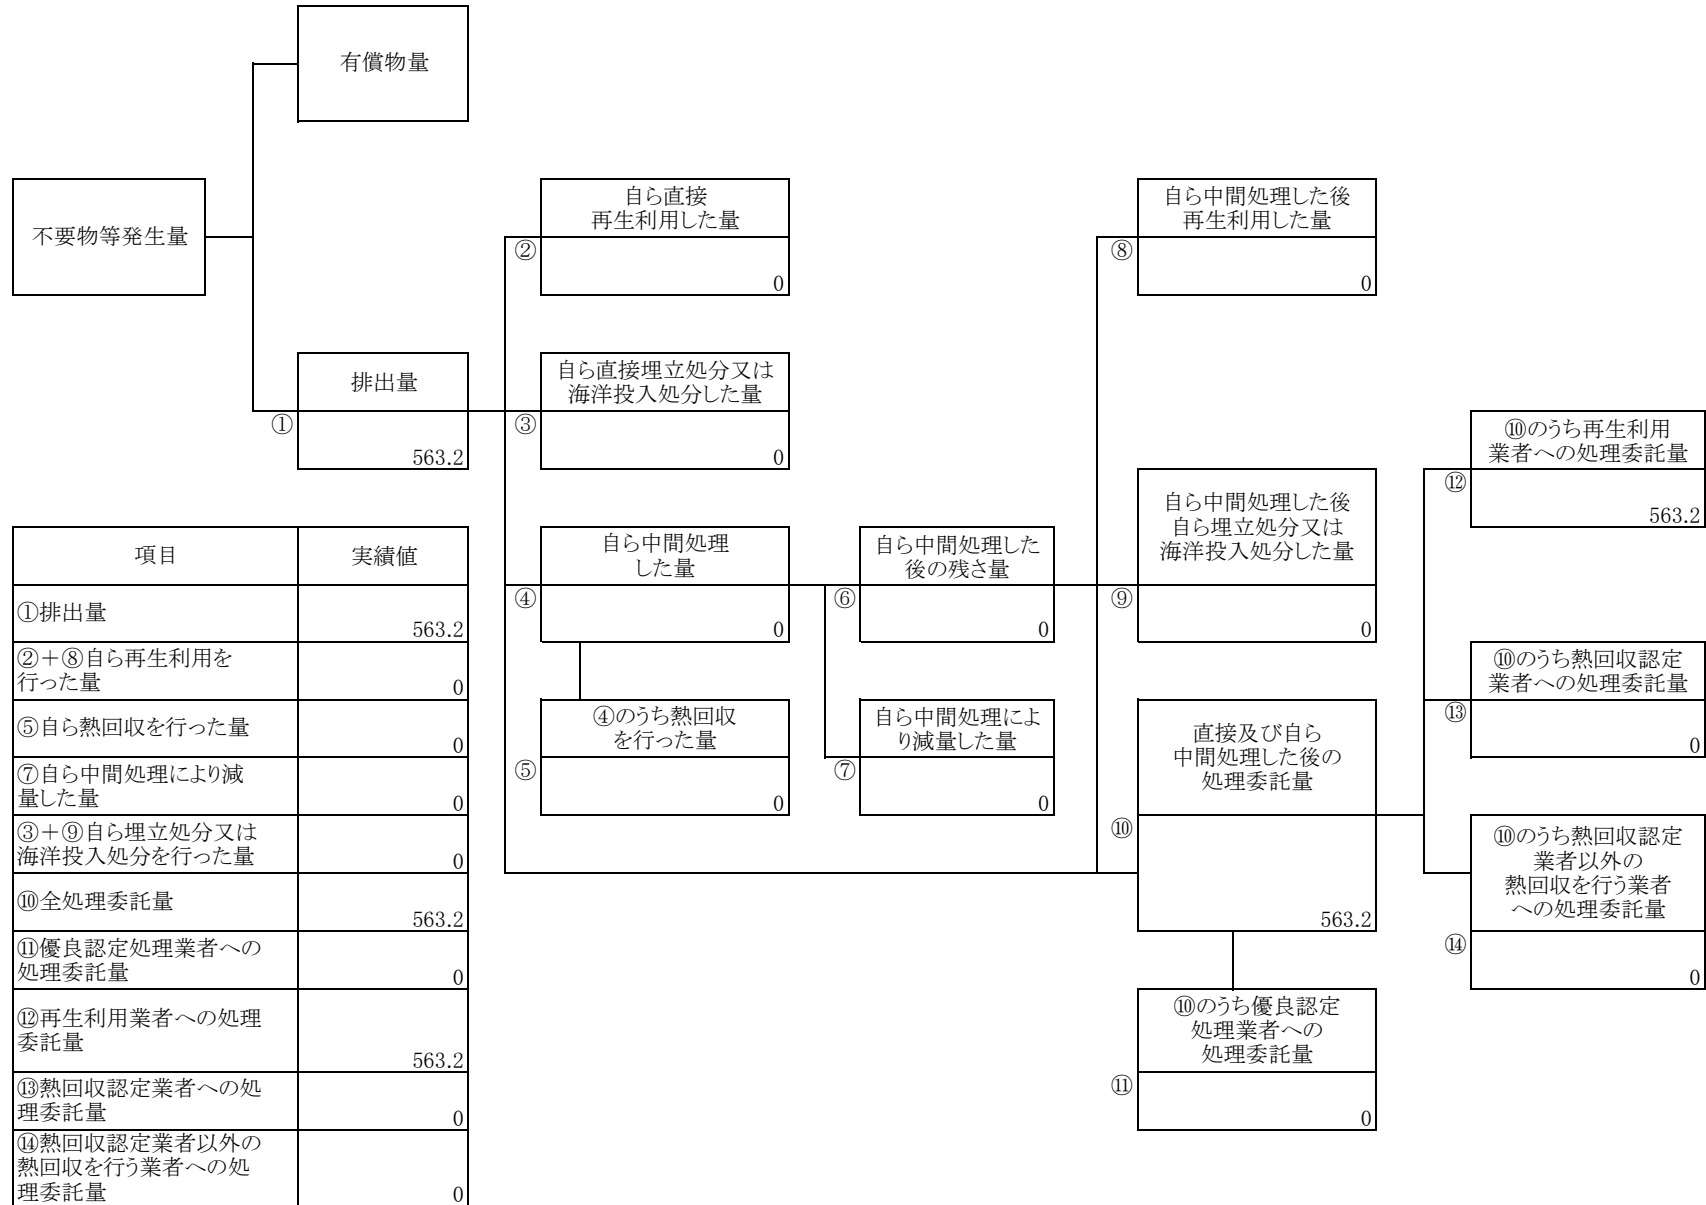 有償物量
不要物等発生量
自ら直接
再生利用した量
②
0
自ら中間処理した後
再生利用した量
⑧
0
排出量
①
563.2
自ら直接埋立処分又は
海洋投入処分した量
③
0
⑩のうち再生利用
業者への処理委託量
⑫
563.2
自ら中間処理した後
自ら埋立処分又は
海洋投入処分した量
⑨
0
自ら中間処理
した量
④
0
自ら中間処理した
後の残さ量
⑥
0
⑩のうち熱回収認定
業者への処理委託量
⑬
0
④のうち熱回収
を行った量
⑤
0
自ら中間処理によ
り減量した量
⑦
0
直接及び自ら
中間処理した後の
処理委託量
⑩
563.2
⑩のうち熱回収認定
業者以外の
熱回収を行う業者
への処理委託量
⑭
0
⑩のうち優良認定
処理業者への
処理委託量
⑪
0
項目 実績値
①排出量
563.2
②＋⑧自ら再生利用を
行った量
0
⑤自ら熱回収を行った量
0
⑦自ら中間処理により減
量した量
0
③＋⑨自ら埋立処分又は
海洋投入処分を行った量
0
⑩全処理委託量
563.2
⑪優良認定処理業者への
処理委託量
0
⑫再生利用業者への処理
委託量
563.2
⑬熱回収認定業者への処
理委託量
0
⑭熱回収認定業者以外の
熱回収を行う業者への処
理委託量
0